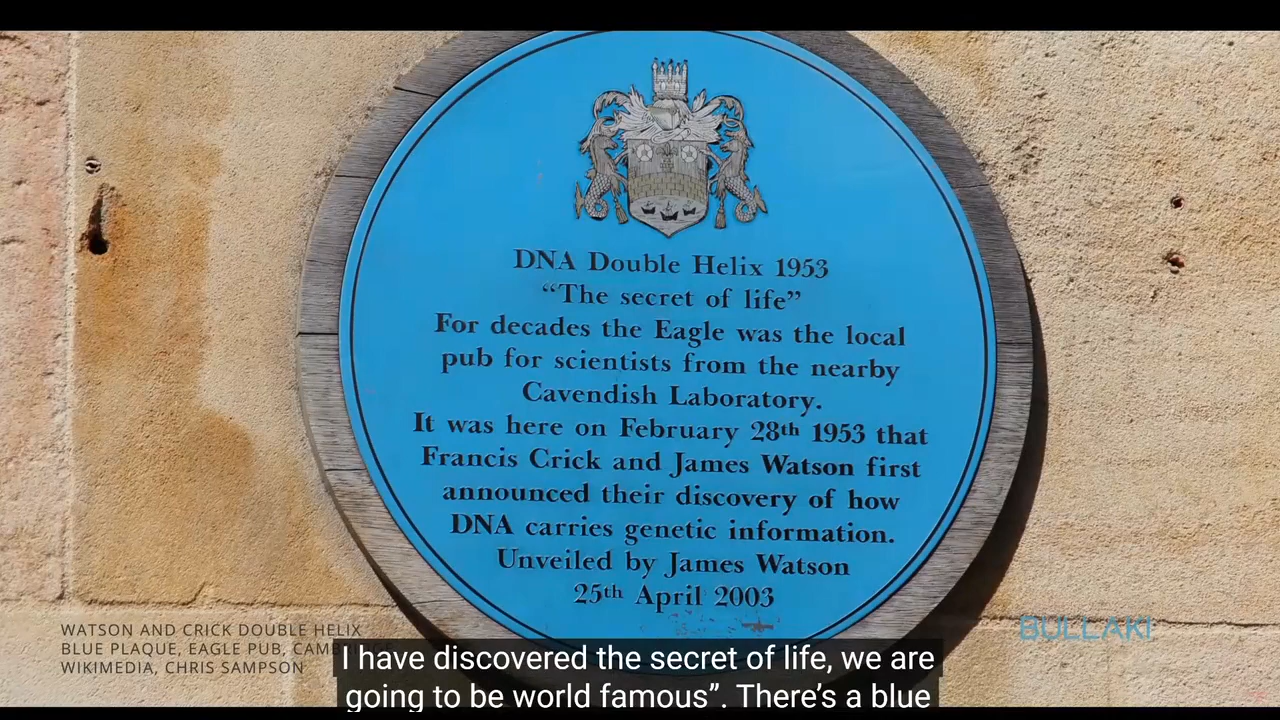 DNA Double Helix 1953
“The secret of life”
For decades the Eagle was the local
pub for scientists from the nearby
Cavendish Laboratory.
It was here on February 28th 1953 that
Francis Crick and James Watson first
announced their discovery of how
DNA carries genetic information.
Unveiled by James Watson
25th April 2003
WATSON AND CRICK DOUBLE HELIX
BLUE PLAQUE, EAGLE PUB, CAMB
WIKIMEDIA, CHRIS SAMPSON
BULLAKI
I have discovered the secret of life, we are
going to be world famous”. There’s a blue